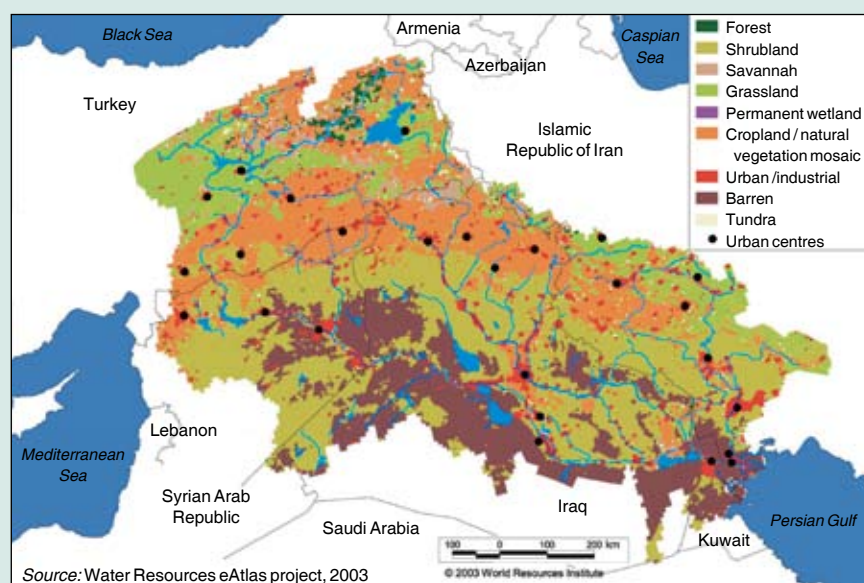 Black Sea
Armenia
Caspian
Sea
Azerbaijan
Turkey
Islamic
Republic of Iran
Forest
Shrubland
Savannah
Grassland
Permanent wetland
Cropland / natural
vegetation mosaic
Urban /industrial
Barren
Tundra
Urban centres
Lebanon
Mediterranean
Sea
Syrian Arab
Republic
Iraq
Saudi Arabia
Persian Gulf
Kuwait
100 0 100 200 km
© 2003 World Resources Institute
Source: Water Resources eAtlas project, 2003